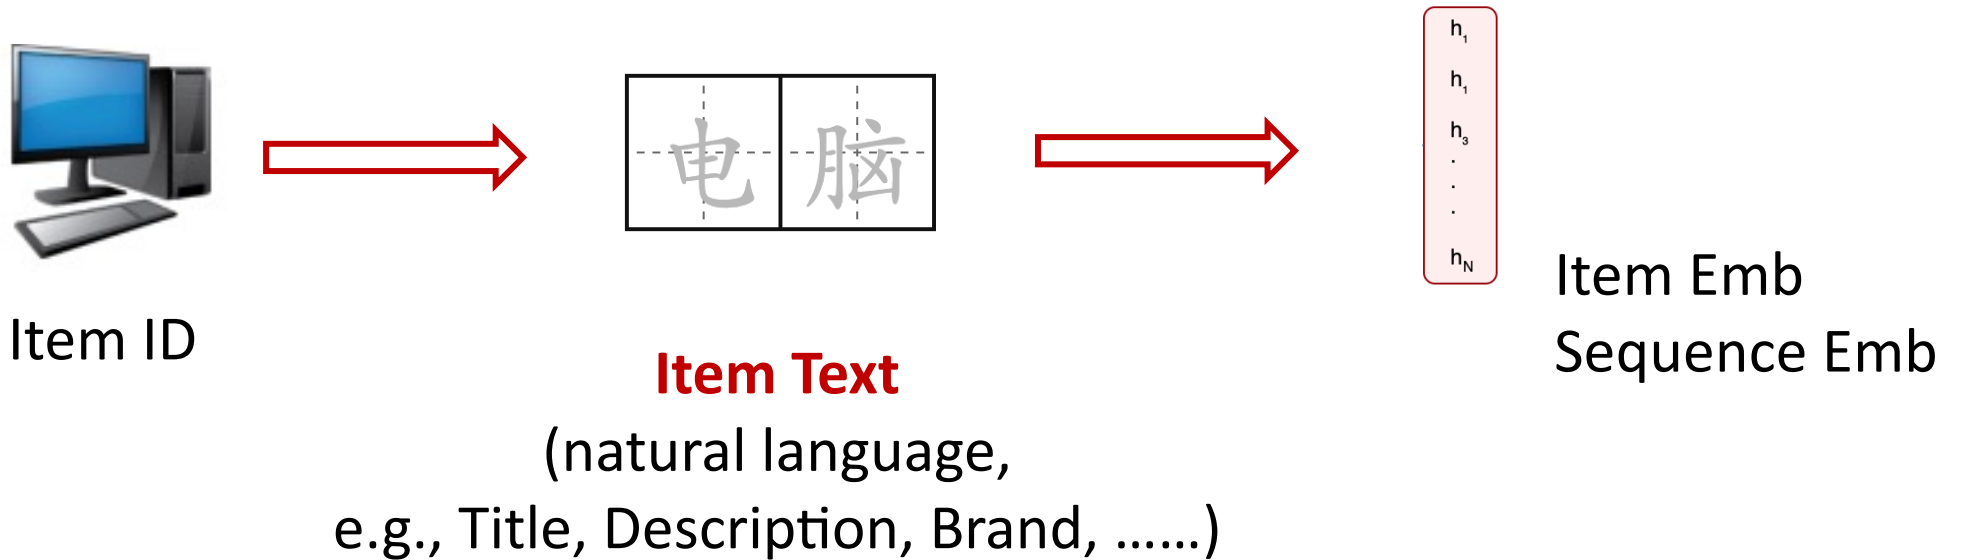 Item ID
电脑
Item Text
(natural language,
e.g., Title, Description, Brand, ......)
h1
h1
h3
.
.
.
hN
Item Emb
Sequence Emb